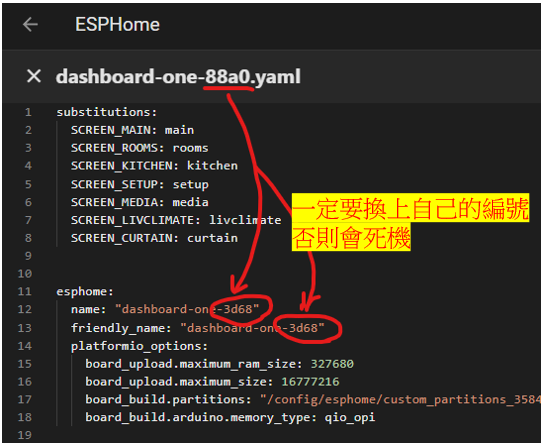 ESPHome
dashboard-one-88a0.yaml
1 substitutions:
2 SCREEN_MAIN: main
3 SCREEN_ROOMS: rooms
4 SCREEN_KITCHEN: kitchen
5 SCREEN_SETUP: setup
6 SCREEN_MEDIA: media
7 SCREEN_LIVCLIMATE: livclimate
8 SCREEN_CURTAIN: curtain
一定要換上自己的編號
否則會死機
9
10
11 esphome:
12 name: "dashboard-one-3d68"
13 friendly_name: "dashboard-one-3d68"
14 platformio_options:
15 board_upload.maximum_ram_size: 327680
16 board_upload.maximum_size: 16777216
17 board_build.partitions: "/config/esphome/custom_partitions_3584
18 board_build.arduino.memory_type: qio_opi
19